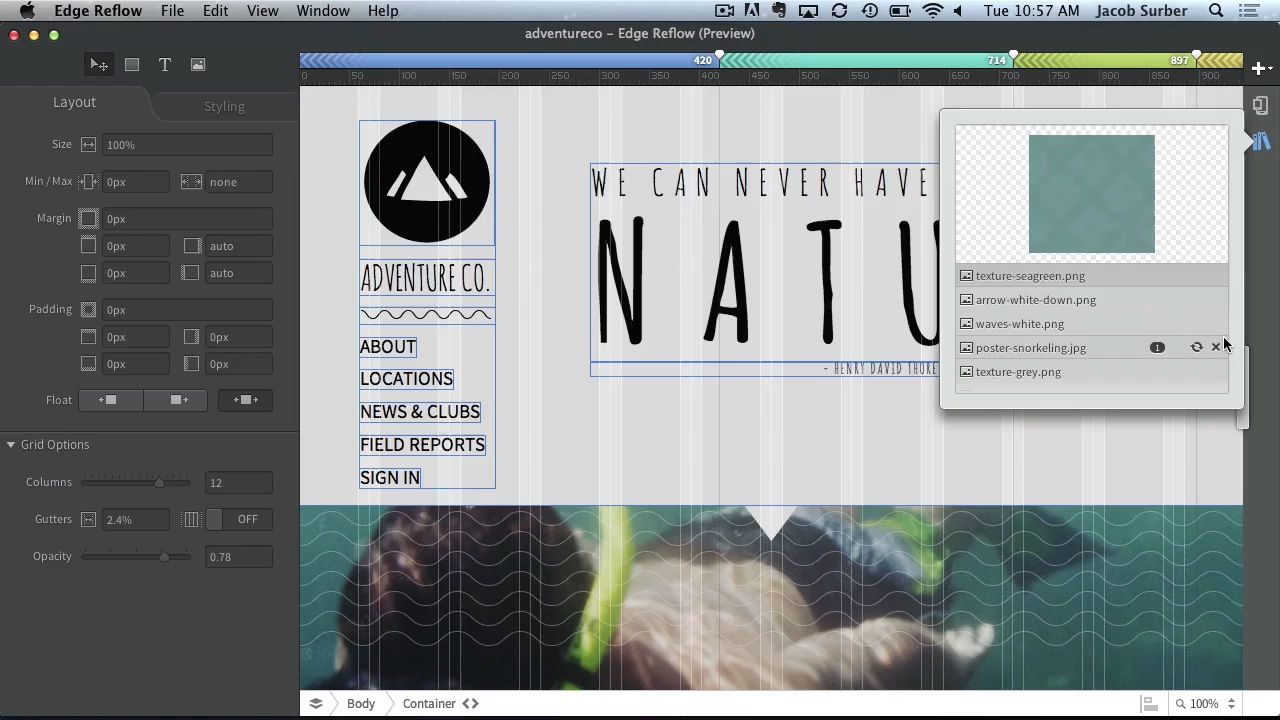 Edge Reflow File Edit View Window Help Tue 10:57 AM Jacob Surber
adventureco – Edge Reflow (Preview)
420 714 897
0 50 100 150 200 250 300 350 400 450 500 550 600 650 700 750 800 850 900
Layout Styling
Size 100%
Min / Max 0px none
Margin 0px
0px auto
0px auto
Padding 0px
0px 0px
0px 0px
Float
Grid Options
Columns 12
Gutters 2.4% OFF
Opacity 0.78
ADVENTURE CO.
ABOUT
LOCATIONS
NEWS & CLUBS
FIELD REPORTS
SIGN IN
WE CAN NEVER HAVE
NATU
- HENRY DAVID THORE
texture-seagreen.png
arrow-white-down.png
waves-white.png
poster-snorkeling.jpg 1
texture-grey.png
Body Container 100%